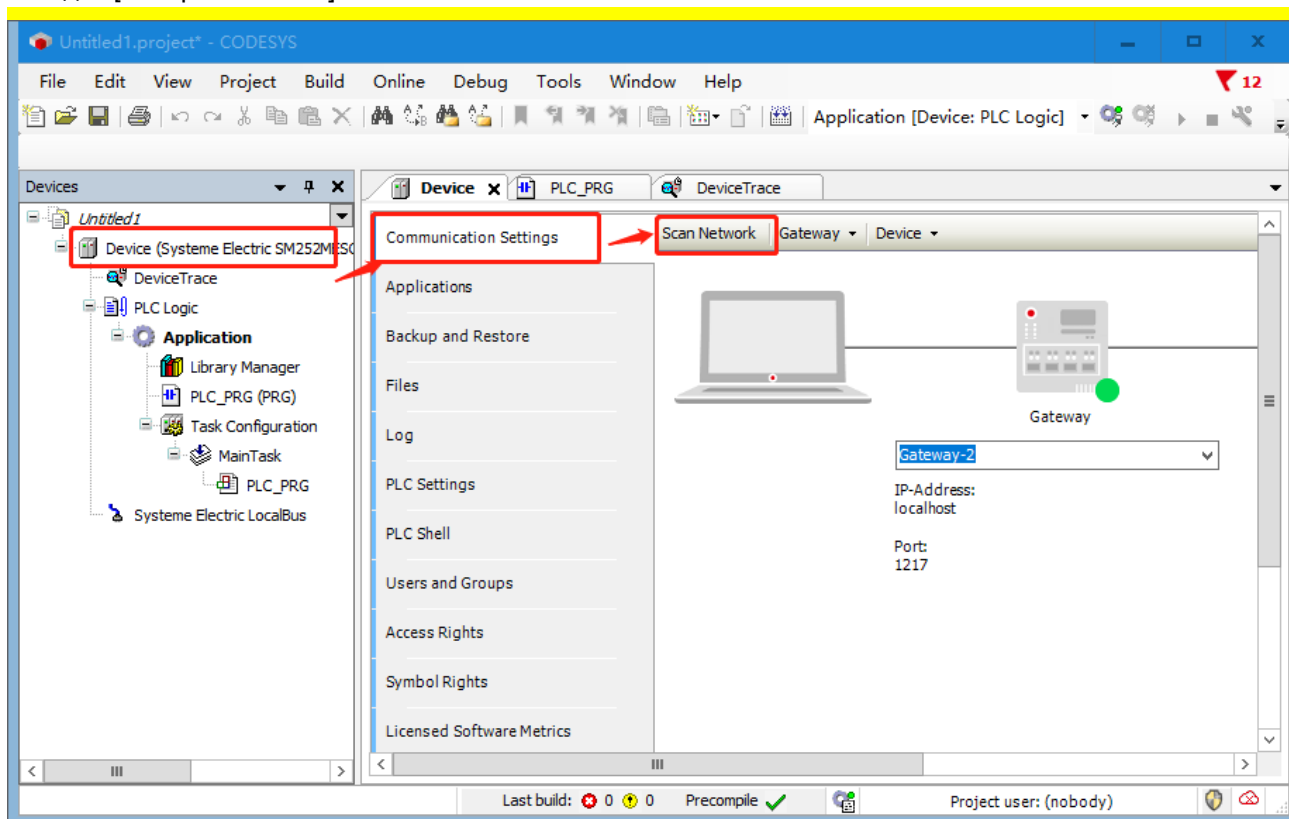 Untitled1.project* - CODESYS
File Edit View Project Build Online Debug Tools Window Help
12
Application [Device: PLC Logic]
Devices
Device
PLC_PRG
DeviceTrace
Untitled1
Device (Systeme Electric SM252MESC
DeviceTrace
PLC Logic
Application
Library Manager
PLC_PRG (PRG)
Task Configuration
MainTask
PLC_PRG
Systeme Electric LocalBus
Communication Settings
Applications
Backup and Restore
Files
Log
PLC Settings
PLC Shell
Users and Groups
Access Rights
Symbol Rights
Licensed Software Metrics
Scan Network Gateway Device
Gateway
Gateway-2
IP-Address:
localhost
Port:
1217
Last build: 0 0 Precompile Project user: (nobody)